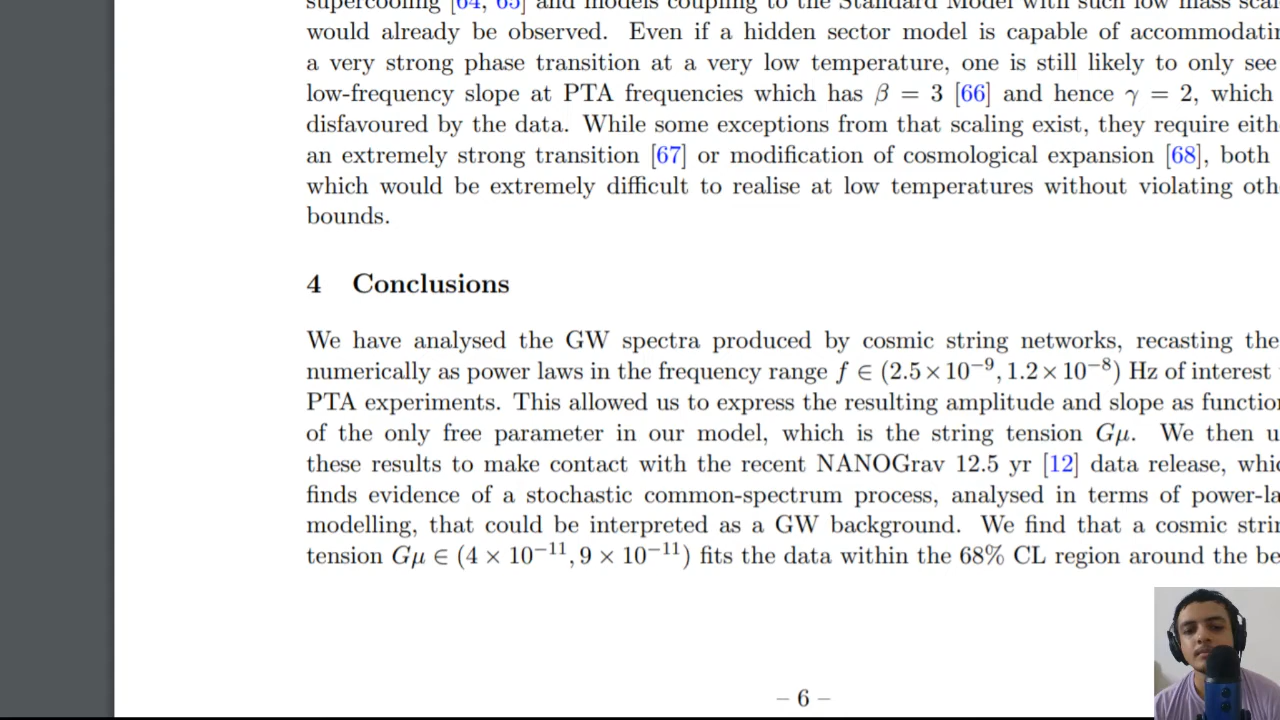 supercooling [64, 65] and models coupling to the Standard Model with such low mass
would already be observed. Even if a hidden sector model is capable of
a very strong phase transition at a very low temperature, one is still likely to only see
low-frequency slope at PTA frequencies which has β = 3 [66] and hence γ = 2, which
disfavoured by the data. While some exceptions from that scaling exist, they require
an extremely strong transition [67] or modification of cosmological expansion [68], both
which would be extremely difficult to realise at low temperatures without violating
bounds.
4 Conclusions
We have analysed the GW spectra produced by cosmic string networks, recasting
numerically as power laws in the frequency range f ∈ (2.5×10⁻⁹, 1.2×10⁻⁸) Hz of interest
PTA experiments. This allowed us to express the resulting amplitude and slope as
of the only free parameter in our model, which is the string tension Gμ. We then
these results to make contact with the recent NANOGrav 12.5 yr [12] data release,
finds evidence of a stochastic common-spectrum process, analysed in terms of
modelling, that could be interpreted as a GW background. We find that a cosmic
tension Gμ ∈ (4 × 10⁻¹¹, 9 × 10⁻¹¹) fits the data within the 68% CL region around the
– 6 –